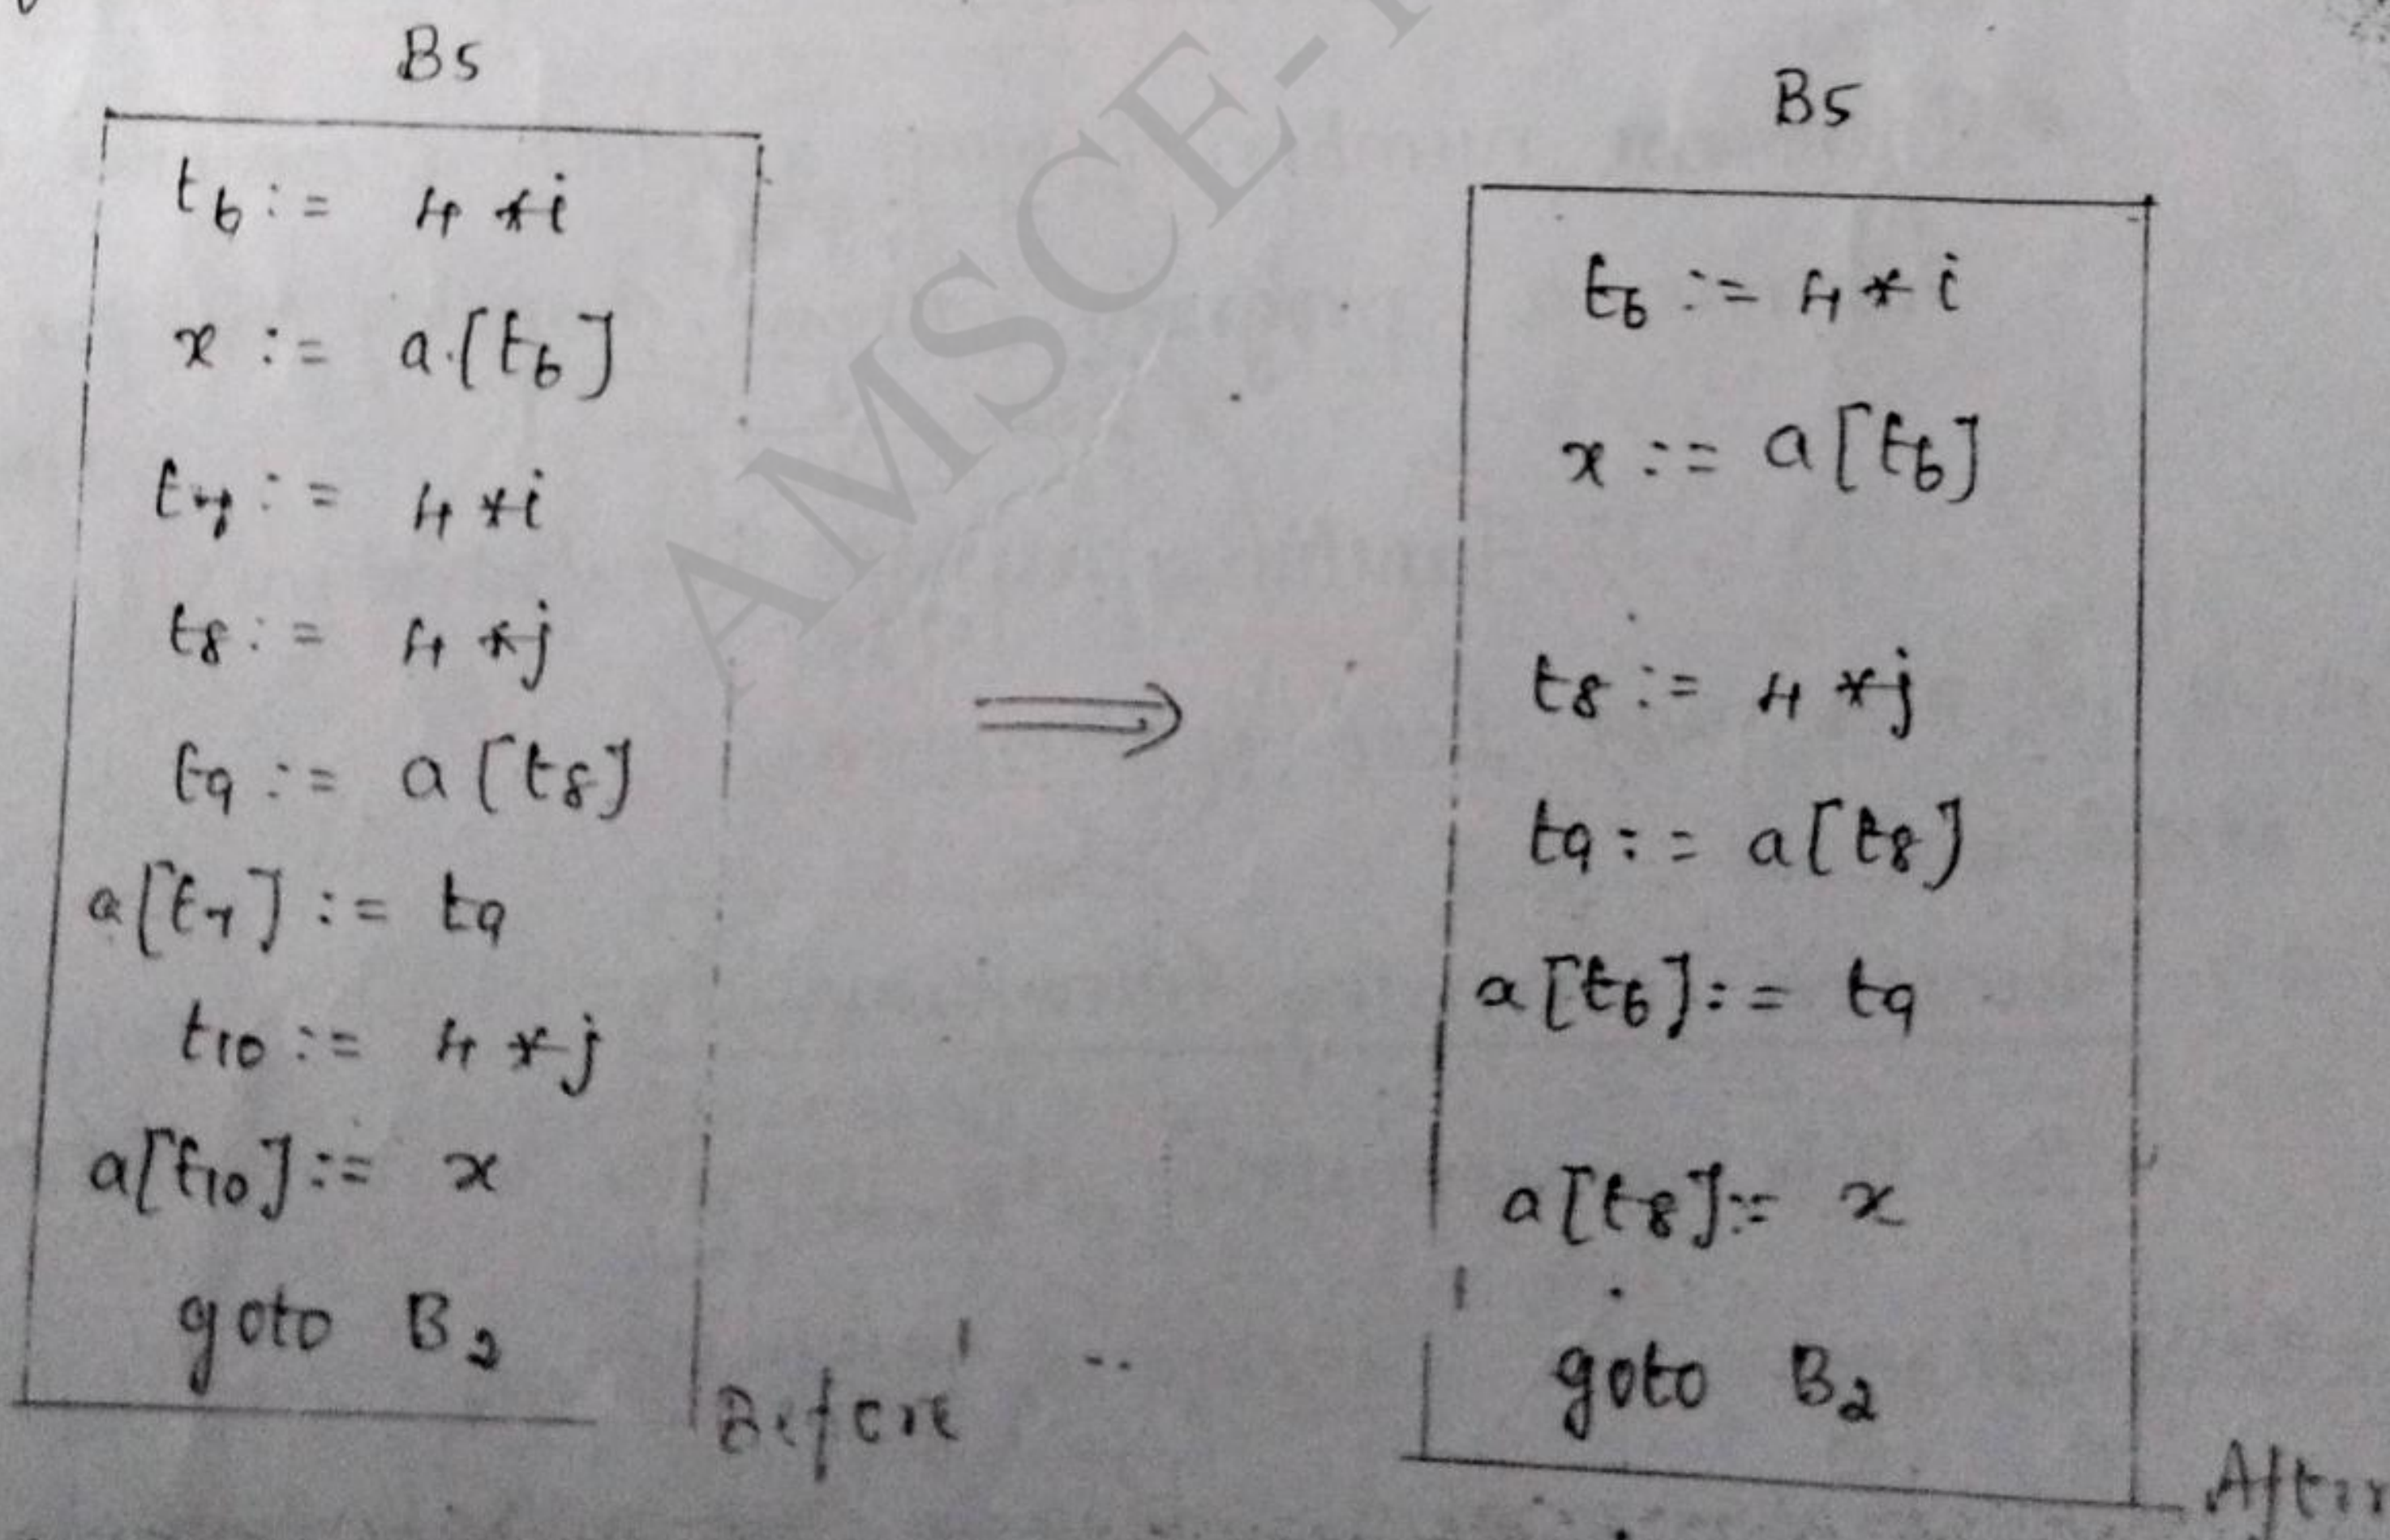 B5
t6 := 4 * i
x := a[t6]
t7 := 4 * i
t8 := 4 * j
t9 := a[t8]
a[t7] := t9
t10 := 4 * j
a[t10] := x
goto B2
Before
⇒
B5
t6 := 4 * i
x := a[t6]
t8 := 4 * j
t9 := a[t8]
a[t6] := t9
a[t8] := x
goto B2
After
AMSCE-